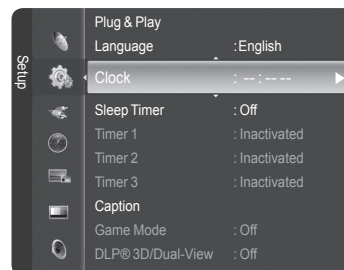 Setup
Plug & Play
Language :English
Clock : -- : -- --
Sleep Timer : Off
Timer 1 : Inactivated
Timer 2 : Inactivated
Timer 3 : Inactivated
Caption
Game Mode : Off
DLP® 3D/Dual-View : Off